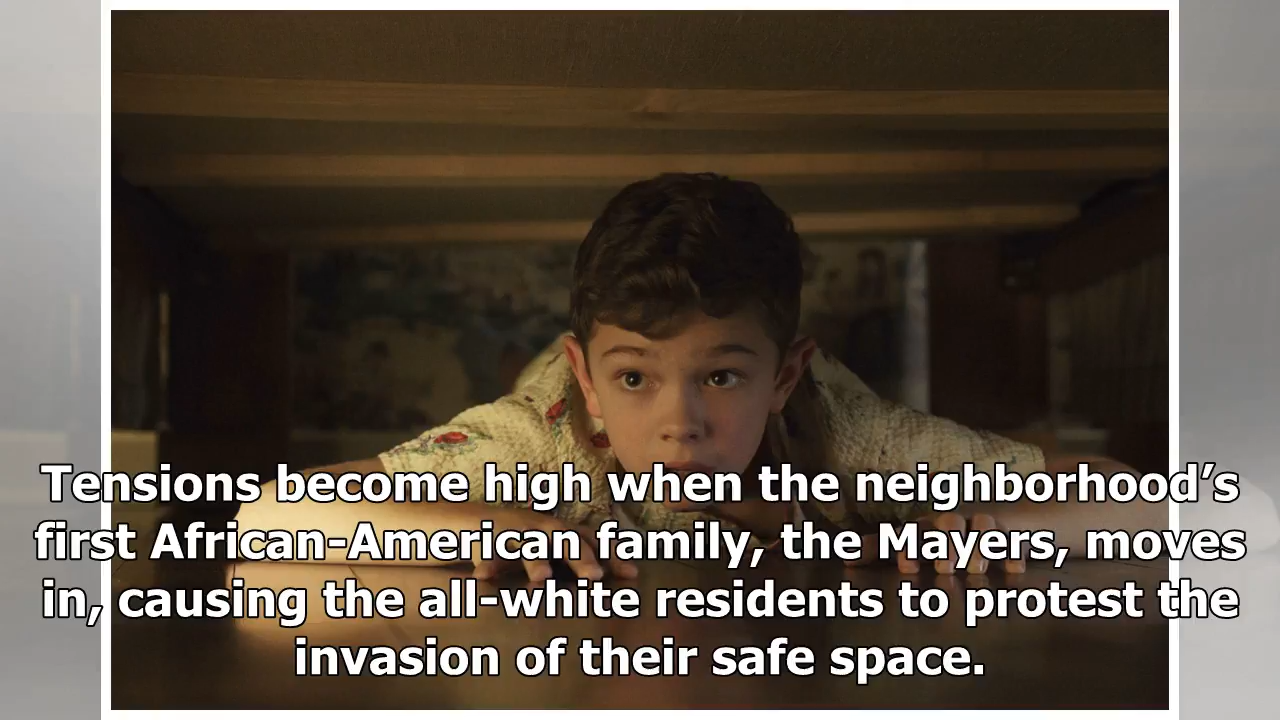 Tensions become high when the neighborhood’s
first African-American family, the Mayers, moves
in, causing the all-white residents to protest the
invasion of their safe space.